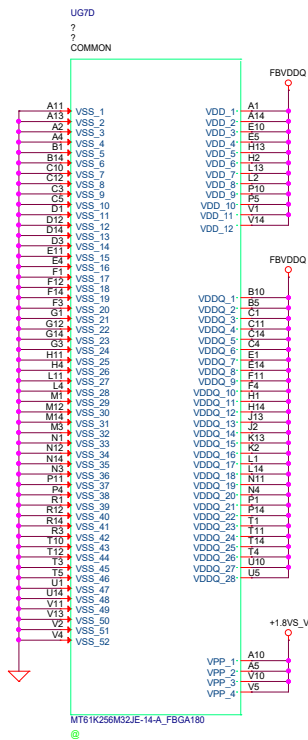 UG7D
?
?
COMMON
A11 VSS_1
A13 VSS_2
A2 VSS_3
A4 VSS_4
B1 VSS_5
B14 VSS_6
C10 VSS_7
C12 VSS_8
C3 VSS_9
C5 VSS_10
D1 VSS_11
D12 VSS_12
D14 VSS_13
D3 VSS_14
E11 VSS_15
E4 VSS_16
F1 VSS_17
F12 VSS_18
F14 VSS_19
F3 VSS_20
G1 VSS_21
G12 VSS_22
G14 VSS_23
G3 VSS_24
H11 VSS_25
H4 VSS_26
L11 VSS_27
L4 VSS_28
M1 VSS_29
M12 VSS_30
M14 VSS_31
M3 VSS_32
N1 VSS_33
N12 VSS_34
N14 VSS_35
N3 VSS_36
P11 VSS_37
P4 VSS_38
R1 VSS_39
R12 VSS_40
R14 VSS_41
R3 VSS_42
T10 VSS_43
T12 VSS_44
T3 VSS_45
T5 VSS_46
U1 VSS_47
U14 VSS_48
V11 VSS_49
V13 VSS_50
V2 VSS_51
V4 VSS_52
FBVDDQ
VDD_1 A1
VDD_2 A14
VDD_3 E10
VDD_4 E5
VDD_5 H13
VDD_6 H2
VDD_7 L13
VDD_8 L2
VDD_9 P10
VDD_10 P5
VDD_11 V1
VDD_12 V14
FBVDDQ
VDDQ_1 B10
VDDQ_2 B5
VDDQ_3 C1
VDDQ_4 C11
VDDQ_5 C14
VDDQ_6 C4
VDDQ_7 E1
VDDQ_8 E14
VDDQ_9 F11
VDDQ_10 F4
VDDQ_11 H1
VDDQ_12 H14
VDDQ_13 J13
VDDQ_14 J2
VDDQ_15 K13
VDDQ_16 K2
VDDQ_17 L1
VDDQ_18 L14
VDDQ_19 N11
VDDQ_20 N4
VDDQ_21 P1
VDDQ_22 P14
VDDQ_23 T1
VDDQ_24 T11
VDDQ_25 T14
VDDQ_26 T4
VDDQ_27 U10
VDDQ_28 U5
+1.8VS_V
VPP_1 A10
VPP_2 A5
VPP_3 V10
VPP_4 V5
MT61K256M32JE-14-A_FBGA180
@